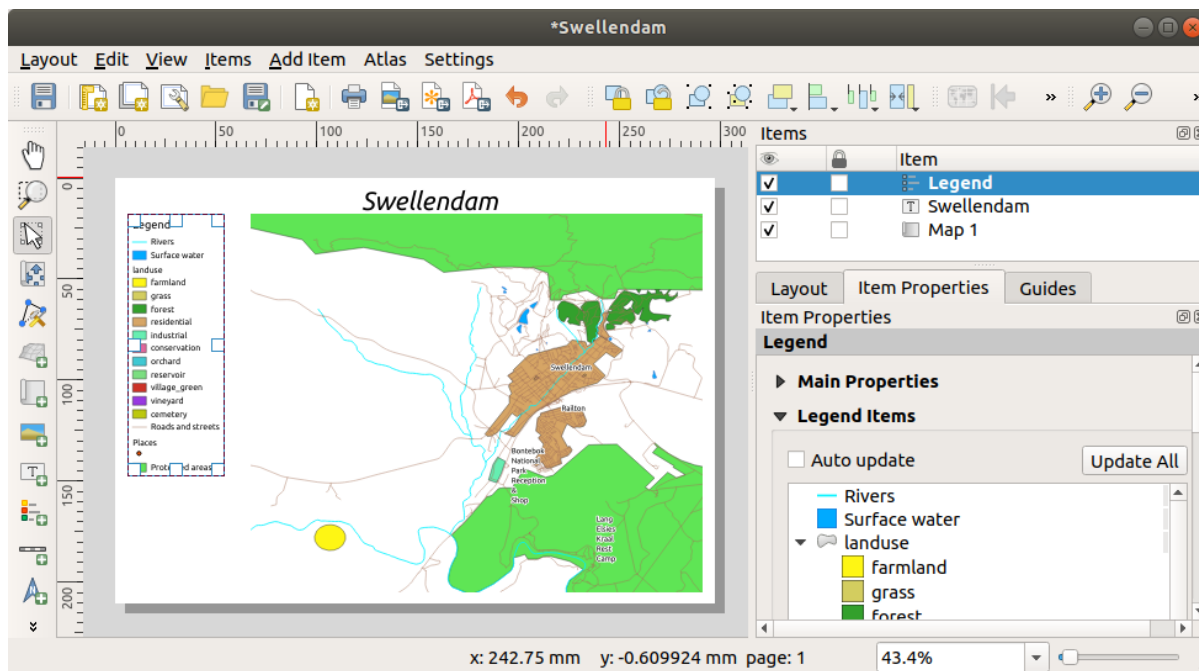 *Swellendam
Layout Edit View Items Add Item Atlas Settings
»
»
0 50 100 150 200 250 300
0
50
100
150
200
Swellendam
Legend
Rivers
Surface water
landuse
farmland
grass
forest
residential
industrial
conservation
orchard
reservoir
village_green
vineyard
cemetery
Roads and streets
Places
Protected areas
Swellendam
Railton
Bontebok
National
Park
Reception
&
Shop
Lang
Elsies
Kraal
Rest
Camp
Items
Item
Legend
Swellendam
Map 1
Layout Item Properties Guides
Item Properties
Legend
Main Properties
Legend Items
Auto update Update All
Rivers
Surface water
landuse
farmland
grass
forest
x: 242.75 mm y: -0.609924 mm page: 1 43.4%